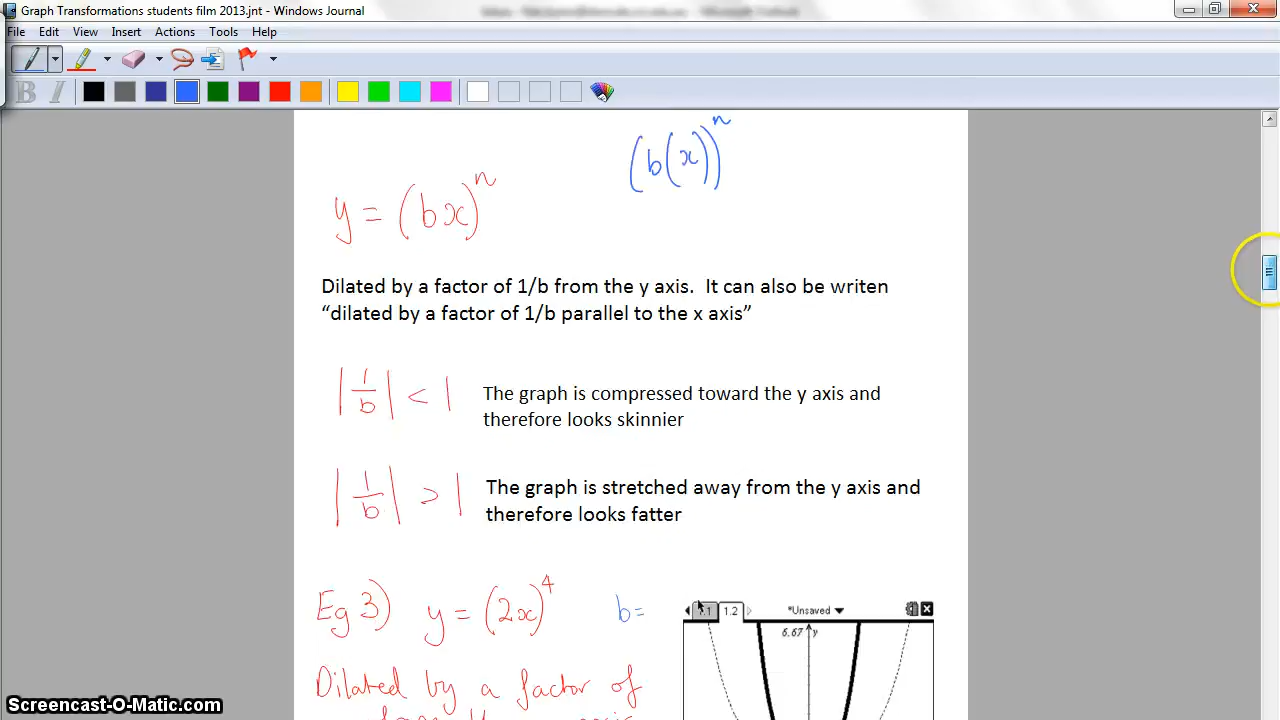 Graph Transformations students film 2013.jnt - Windows Journal
File Edit View Insert Actions Tools Help
B I
(b(x))^n
y = (bx)^n
Dilated by a factor of 1/b from the y axis. It can also be writen
“dilated by a factor of 1/b parallel to the x axis”
|1/b| < 1 The graph is compressed toward the y axis and
therefore looks skinnier
|1/b| > 1 The graph is stretched away from the y axis and
therefore looks fatter
Eg 3) y = (2x)^4 b=
1.2 *Unsaved
6.67 y
Dilated by a factor of
Screencast-O-Matic.com